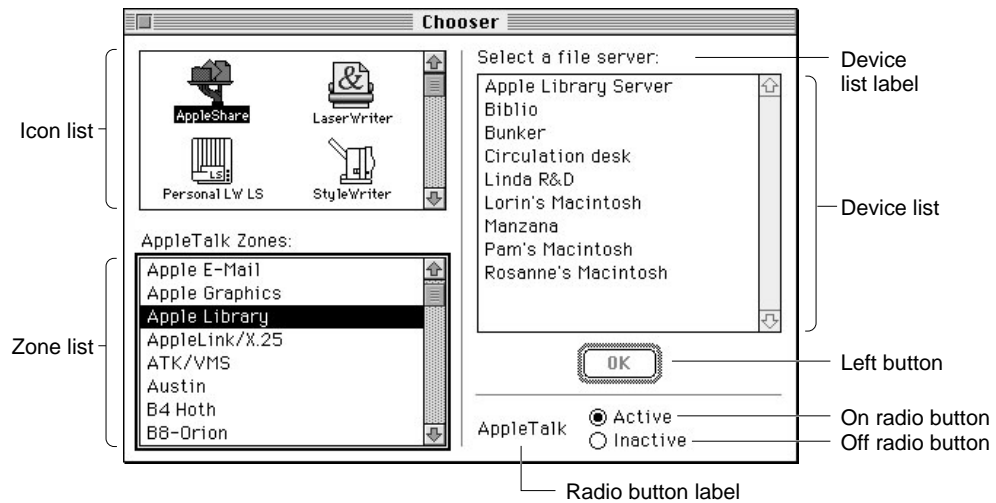 Chooser
Icon list
AppleShare
LaserWriter
Personal LW LS
LS
StyleWriter
&
AppleTalk Zones:
Zone list
Apple E-Mail
Apple Graphics
Apple Library
AppleLink/X.25
ATK/VMS
Austin
B4 Hoth
B8-Orion
Select a file server:
Device
list label
Apple Library Server
Biblio
Bunker
Circulation desk
Linda R&D
Lorin's Macintosh
Manzana
Pam's Macintosh
Rosanne's Macintosh
Device list
OK
Left button
AppleTalk
Active
On radio button
Inactive
Off radio button
Radio button label